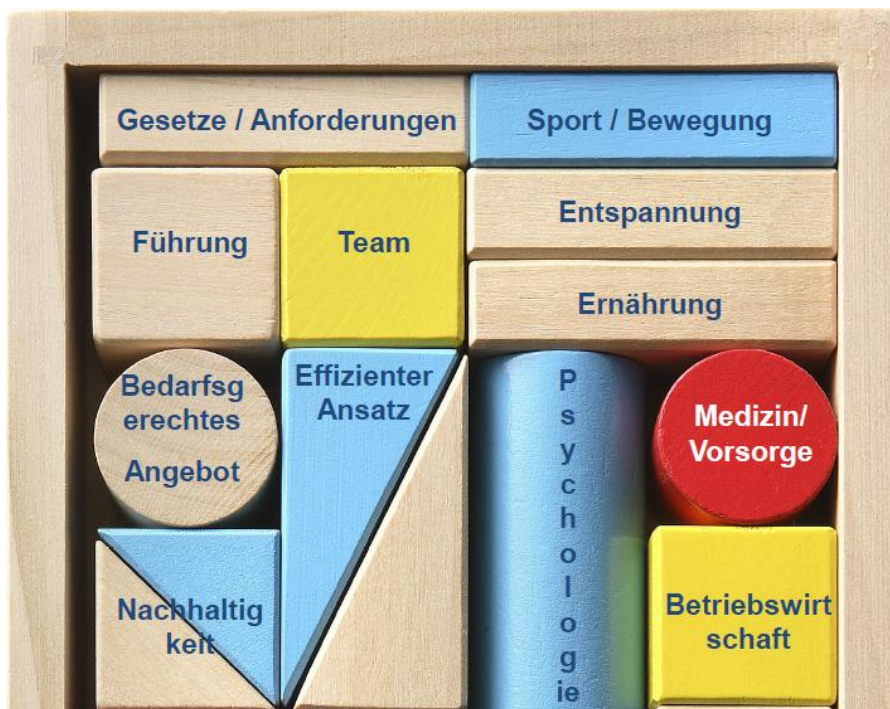 Gesetze / Anforderungen
Sport / Bewegung
Führung
Team
Entspannung
Ernährung
Bedarfsg
erechtes
Angebot
Effizienter
Ansatz
P
s
y
c
h
o
l
o
g
ie
Medizin/
Vorsorge
Nachhaltig
keit
Betriebswirt
schaft